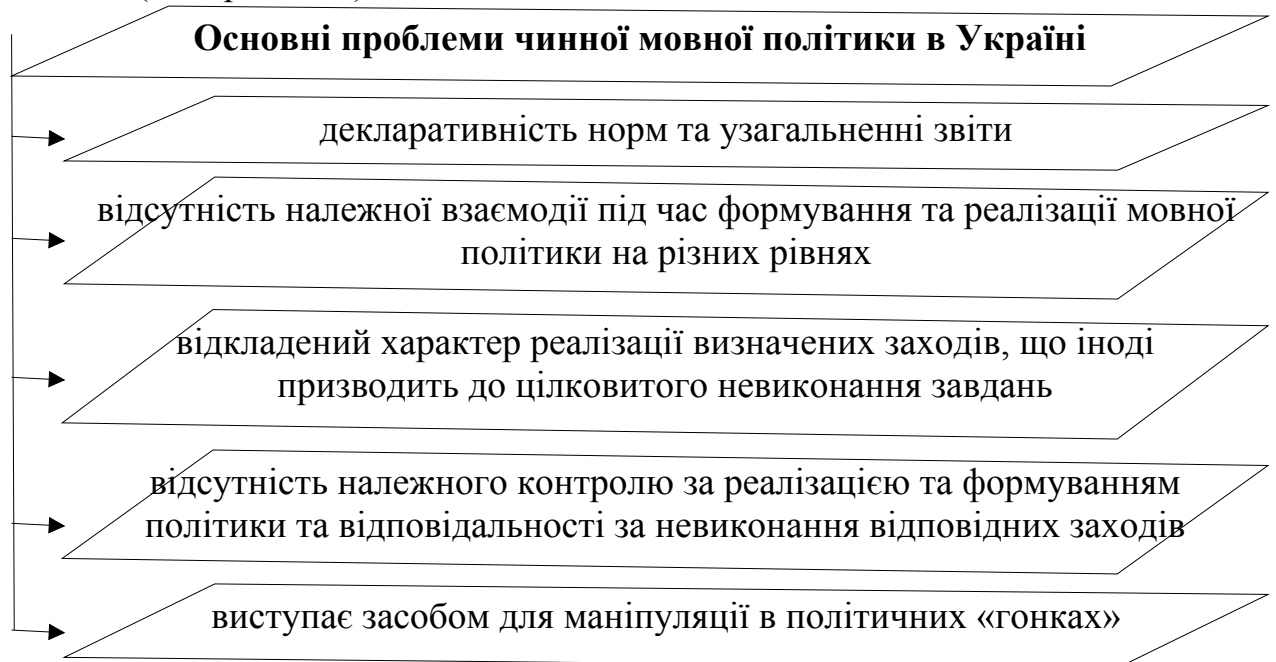 Основні проблеми чинної мовної політики в Україні
декларативність норм та узагальненні звіти
відсутність належної взаємодії під час формування та реалізації мовної
політики на різних рівнях
відкладений характер реалізації визначених заходів, що іноді
призводить до цілковитого невиконання завдань
відсутність належного контролю за реалізацією та формуванням
політики та відповідальності за невиконання відповідних заходів
виступає засобом для маніпуляції в політичних «гонках»